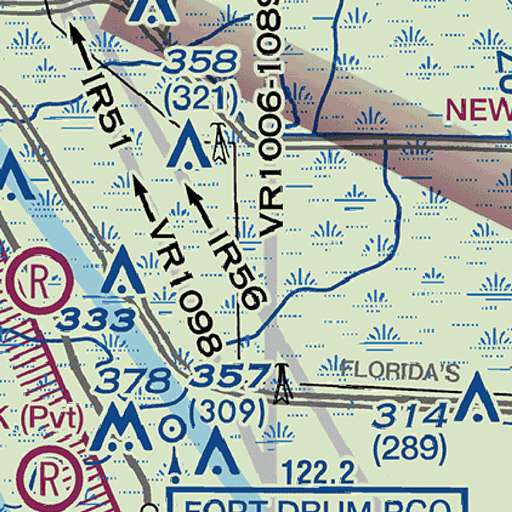 358
(321)
IR51
VR1006-1089
NEW
R
VR1098
IR56
333
378
357
(309)
FLORIDA'S
314
(289)
K (Pvt)
R
122.2
FORT DRUM RCO